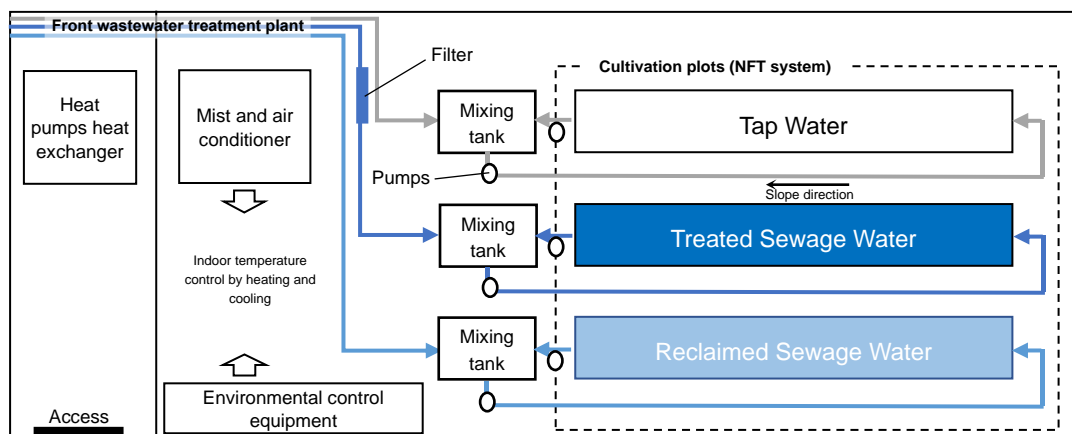 Front wastewater treatment plant
Filter
Cultivation plots (NFT system)
Heat
pumps heat
exchanger
Mist and air
conditioner
Mixing
tank
Tap Water
Pumps
Slope direction
Mixing
tank
Treated Sewage Water
Indoor temperature
control by heating and
cooling
Mixing
tank
Reclaimed Sewage Water
Environmental control
equipment
Access